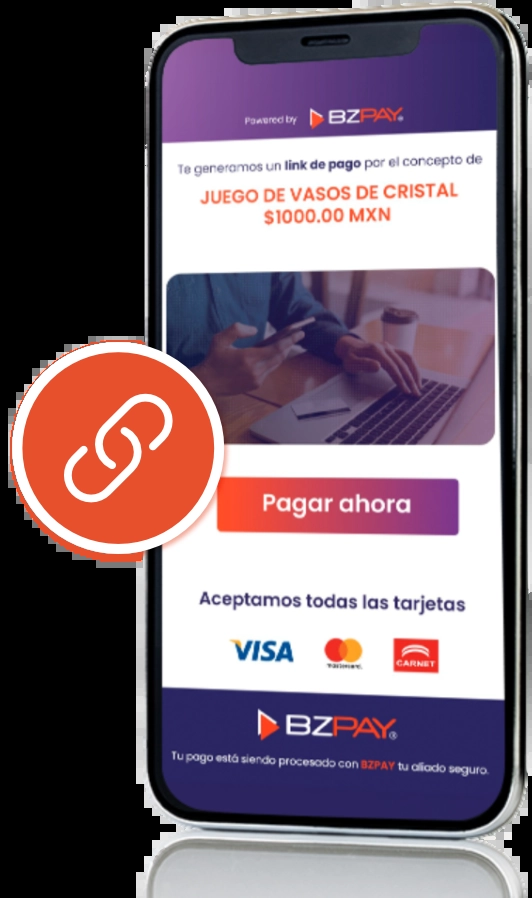 Powered by BZPAY®
Te generamos un link de pago por el concepto de
JUEGO DE VASOS DE CRISTAL
$1000.00 MXN
Pagar ahora
Aceptamos todas las tarjetas
VISA mastercard. CARNET
BZPAY®
Tu pago está siendo procesado con BZPAY tu aliado seguro.